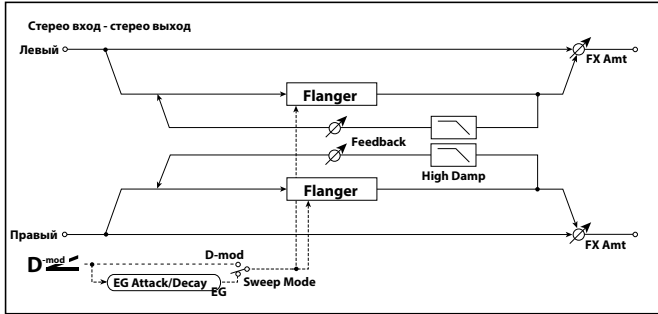 Стерео вход - стерео выход
Левый
FX Amt
Flanger
Feedback
High Damp
Flanger
Правый
FX Amt
D-mod
D-mod
EG Attack/Decay
EG
Sweep Mode